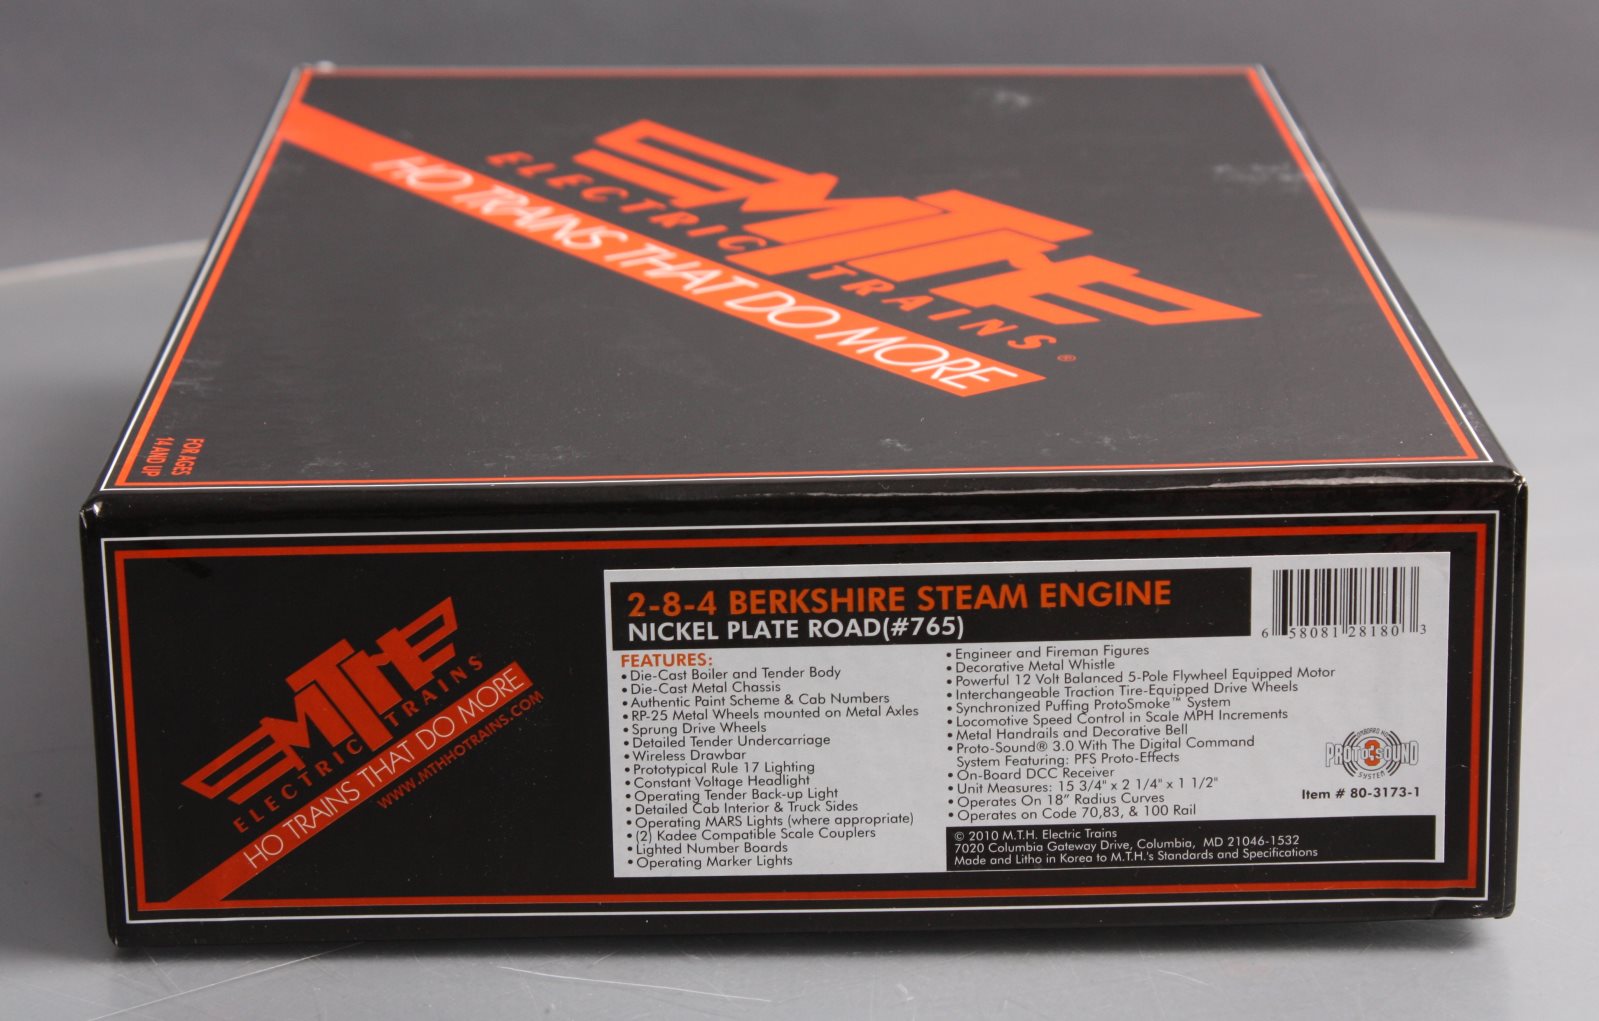 MTH
ELECTRIC TRAINS®
HO TRAINS THAT DO MORE
FOR AGES
14 AND UP
MTH
ELECTRIC TRAINS
HO TRAINS THAT DO MORE
WWW.MTHHOTRAINS.COM
2-8-4 BERKSHIRE STEAM ENGINE
NICKEL PLATE ROAD(#765)
6 58081 28180 3
FEATURES:
• Die-Cast Boiler and Tender Body
• Die-Cast Metal Chassis
• Authentic Paint Scheme & Cab Numbers
• RP-25 Metal Wheels mounted on Metal Axles
• Sprung Drive Wheels
• Detailed Tender Undercarriage
• Wireless Drawbar
• Prototypical Rule 17 Lighting
• Constant Voltage Headlight
• Operating Tender Back-up Light
• Detailed Cab Interior & Truck Sides
• Operating MARS Lights (where appropriate)
• (2) Kadee Compatible Scale Couplers
• Lighted Number Boards
• Operating Marker Lights
• Engineer and Fireman Figures
• Decorative Metal Whistle
• Powerful 12 Volt Balanced 5-Pole Flywheel Equipped Motor
• Interchangeable Traction Tire-Equipped Drive Wheels
• Synchronized Puffing ProtoSmoke™ System
• Locomotive Speed Control in Scale MPH Increments
• Metal Handrails and Decorative Bell
• Proto-Sound® 3.0 With The Digital Command
System Featuring: PFS Proto-Effects
• On-Board DCC Receiver
• Unit Measures: 15 3/4" x 2 1/4" x 1 1/2"
• Operates On 18" Radius Curves
• Operates on Code 70,83, & 100 Rail
ONBOARD HO
PROTO 3 SOUND
SYSTEM
Item # 80-3173-1
© 2010 M.T.H. Electric Trains
7020 Columbia Gateway Drive, Columbia, MD 21046-1532
Made and Litho in Korea to M.T.H.'s Standards and Specifications